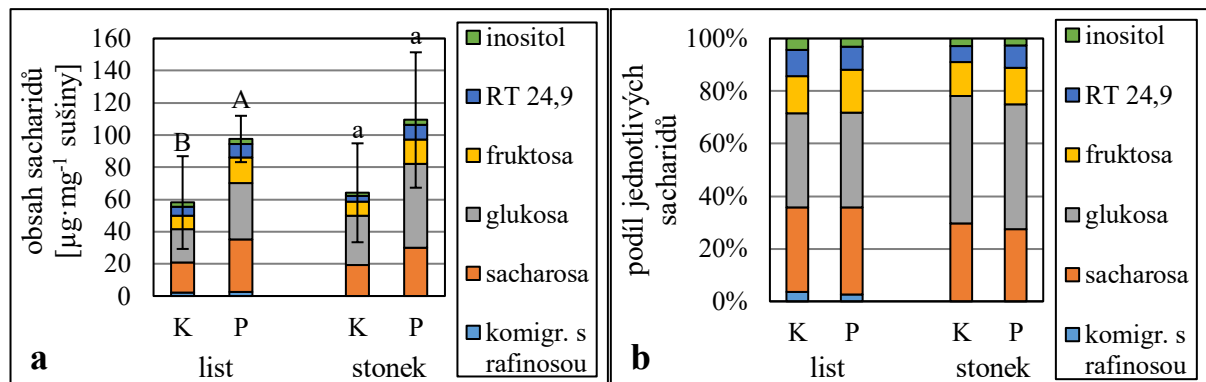 obsah sacharidů
[µg·mg⁻¹ sušiny]
160
140
120
100
80
60
40
20
0
B
A
a
a
K
P
K
P
list
stonek
a
inositol
RT 24,9
fruktosa
glukosa
sacharosa
komigr. s
rafinosou
podíl jednotlivých
sacharidů
100%
80%
60%
40%
20%
0%
K
P
K
P
list
stonek
b
inositol
RT 24,9
fruktosa
glukosa
sacharosa
komigr. s
rafinosou